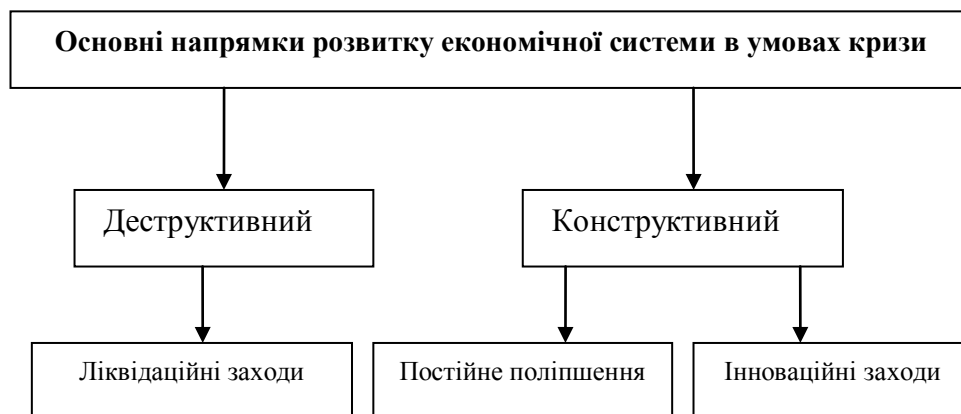 Основні напрямки розвитку економічної системи в умовах кризи
Деструктивний
Конструктивний
Ліквідаційні заходи
Постійне поліпшення
Інноваційні заходи